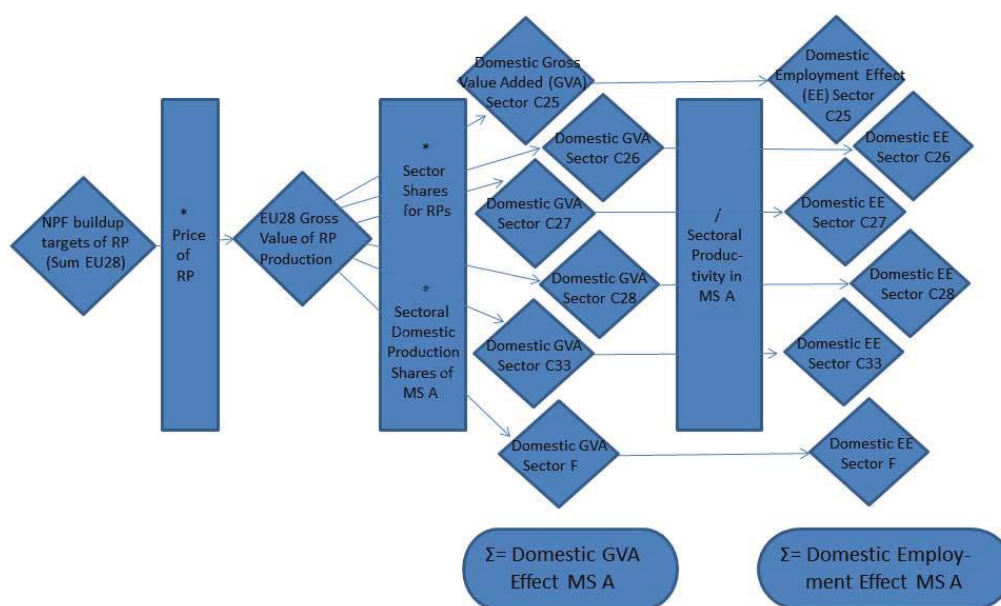 NPF buildup
targets of RP
(Sum EU28)
*
Price
of
RP
EU28 Gross
Value of RP
Production
*
Sector
Shares
for RPs
*
Sectoral
Domestic
Production
Shares of
MS A
Domestic Gross
Value Added (GVA)
Sector C25
Domestic GVA
Sector C26
Domestic GVA
Sector C27
Domestic GVA
Sector C28
Domestic GVA
Sector C33
Domestic GVA
Sector F
/
Sectoral
Produc-
tivity in
MS A
Domestic
Employment Effect
(EE) Sector
C25
Domestic EE
Sector C26
Domestic EE
Sector C27
Domestic EE
Sector C28
Domestic EE
Sector C33
Domestic EE
Sector F
Σ= Domestic GVA
Effect MS A
Σ= Domestic Employ-
ment Effect MS A